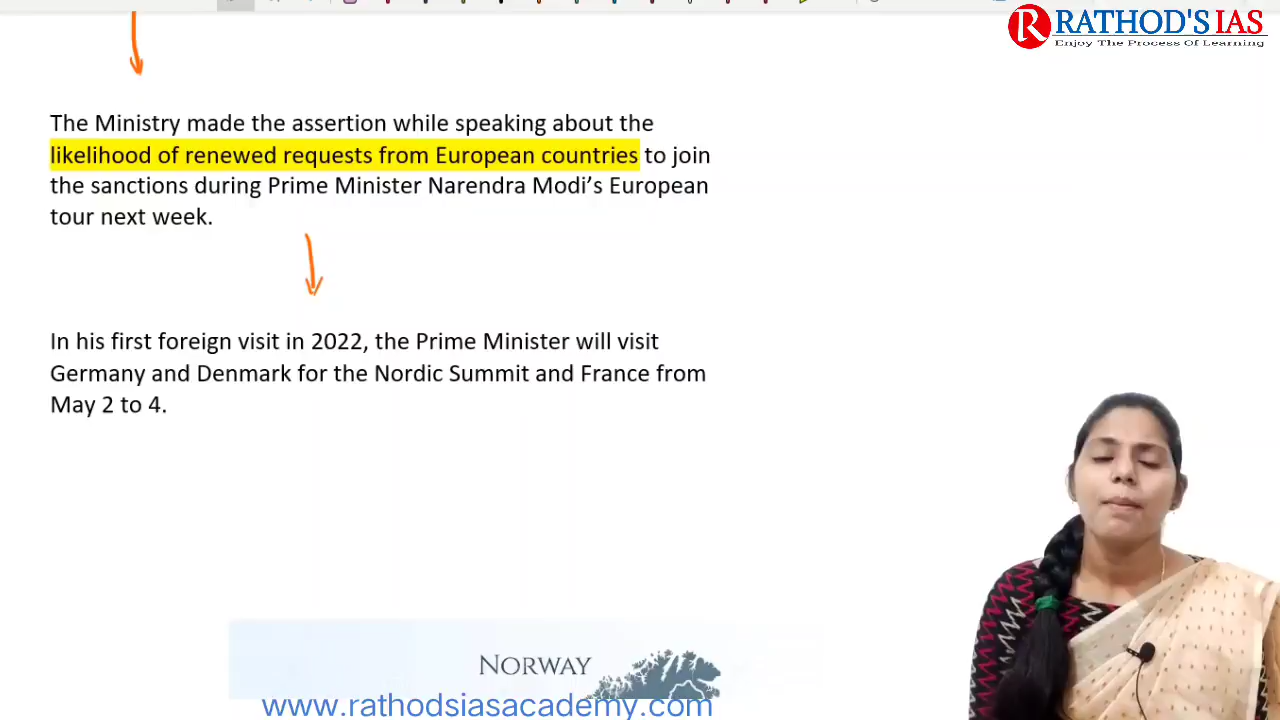 RATHOD'S IAS
Enjoy The Process Of Learning
The Ministry made the assertion while speaking about the
likelihood of renewed requests from European countries to join
the sanctions during Prime Minister Narendra Modi’s European
tour next week.
In his first foreign visit in 2022, the Prime Minister will visit
Germany and Denmark for the Nordic Summit and France from
May 2 to 4.
NORWAY
www.rathodsiasacademy.com